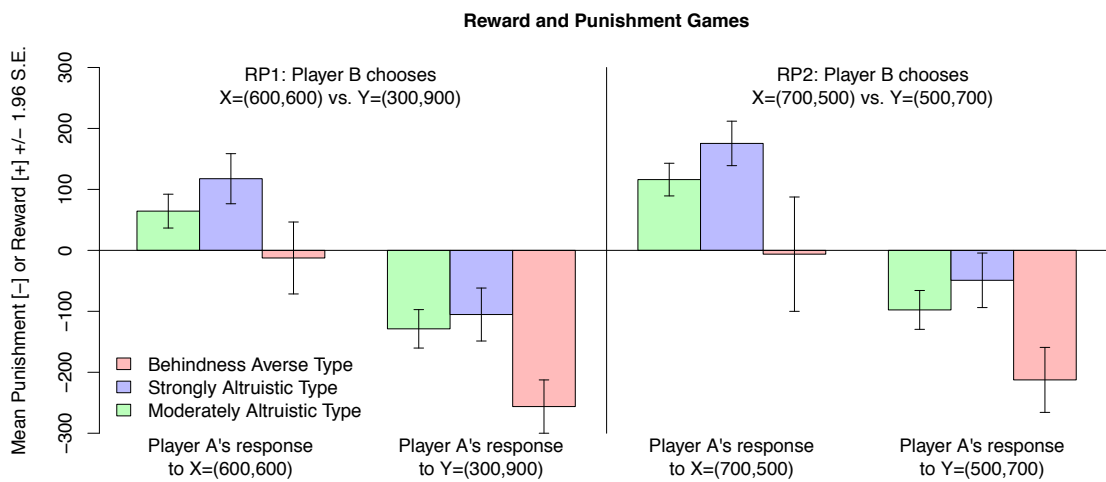 Reward and Punishment Games
Mean Punishment [−] or Reward [+] +/− 1.96 S.E.
300
200
100
0
−100
−200
−300
RP1: Player B chooses
X=(600,600) vs. Y=(300,900)
RP2: Player B chooses
X=(700,500) vs. Y=(500,700)
Behindness Averse Type
Strongly Altruistic Type
Moderately Altruistic Type
Player A's response
to X=(600,600)
Player A's response
to Y=(300,900)
Player A's response
to X=(700,500)
Player A's response
to Y=(500,700)